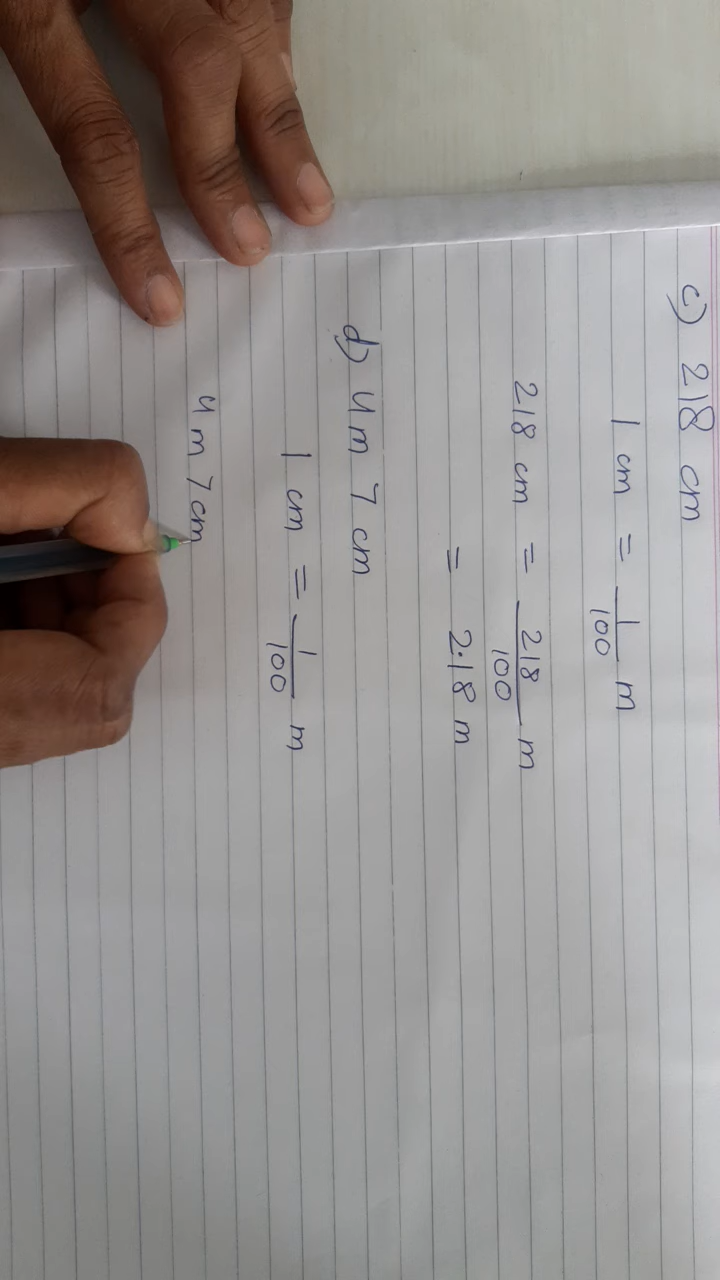 c) 218 cm
1 cm = 1/100 m
218 cm = 218/100 m
= 2.18 m
d) 4m 7 cm
1 cm = 1/100 m
4 m 7 cm